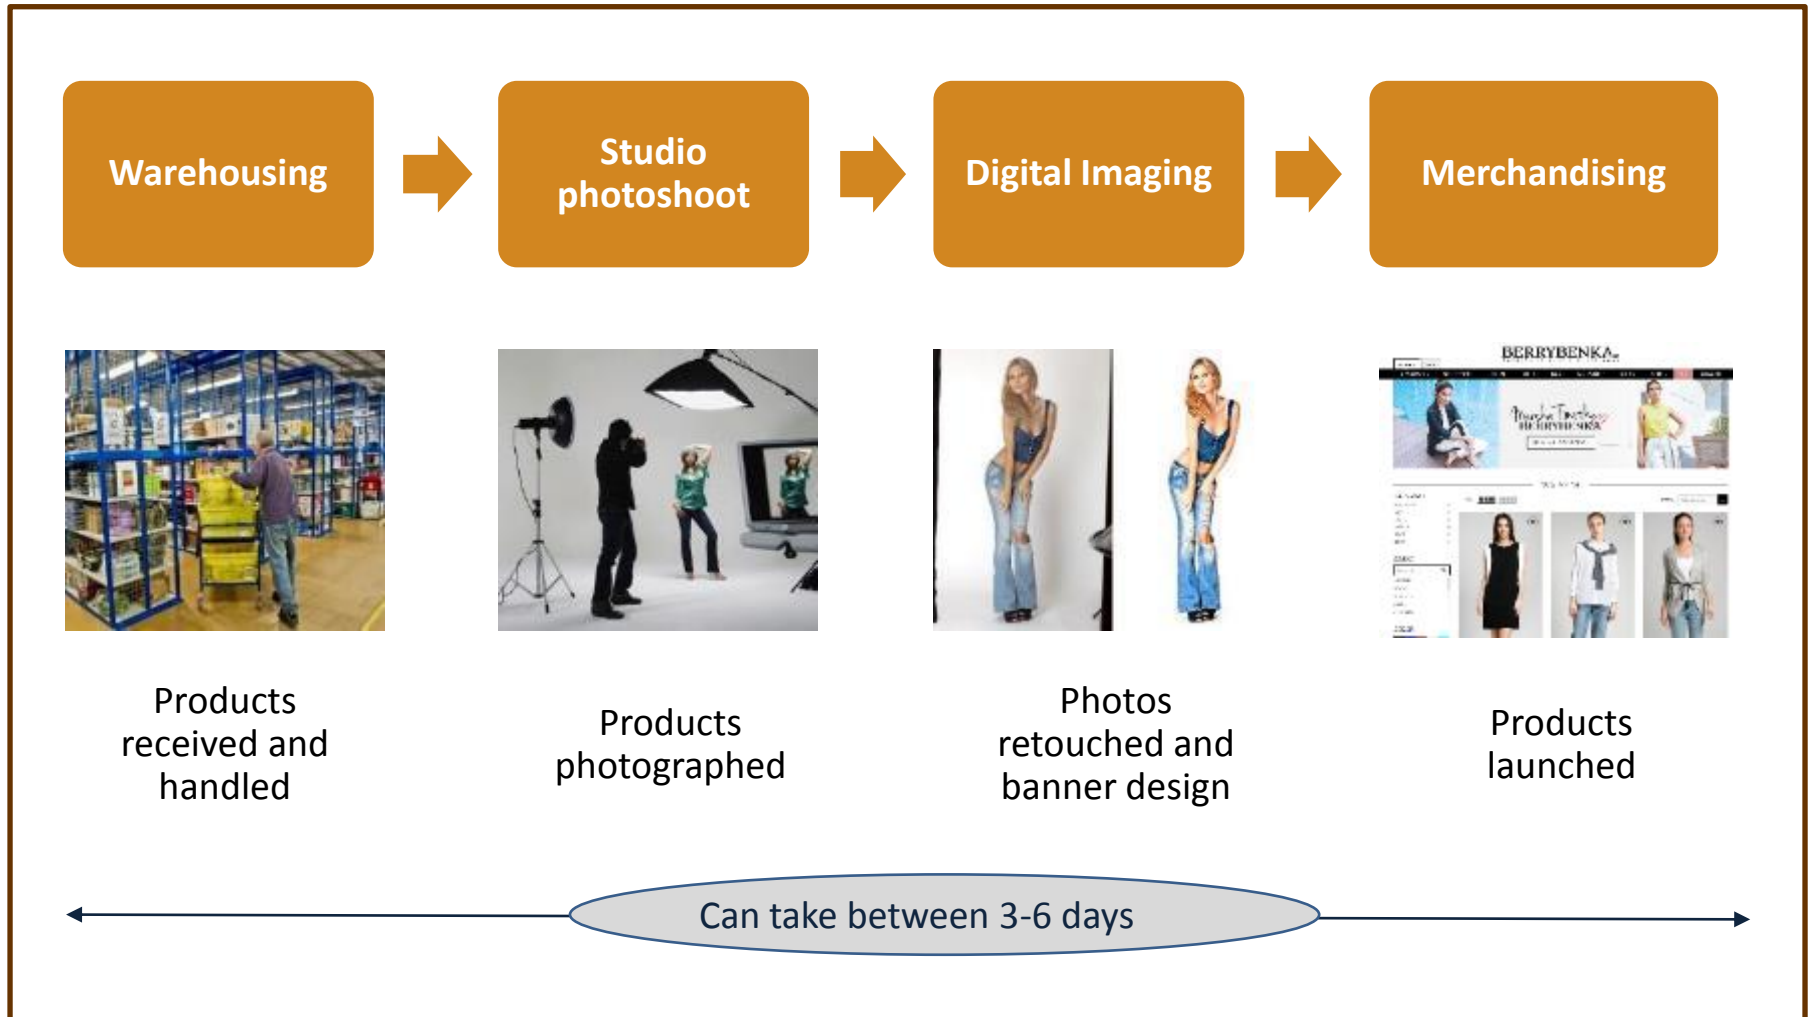 Warehousing
Studio
photoshoot
Digital Imaging
Merchandising
BERRYBENKA
BERRYBENKA
Products
received and
handled
Products
photographed
Photos
retouched and
banner design
Products
launched
Can take between 3-6 days